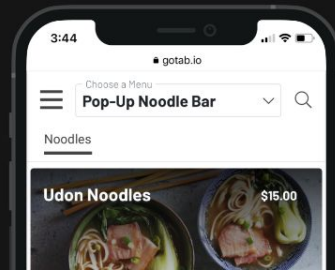 3:44
gotab.io
Choose a Menu
Pop-Up Noodle Bar
Noodles
Udon Noodles
$15.00